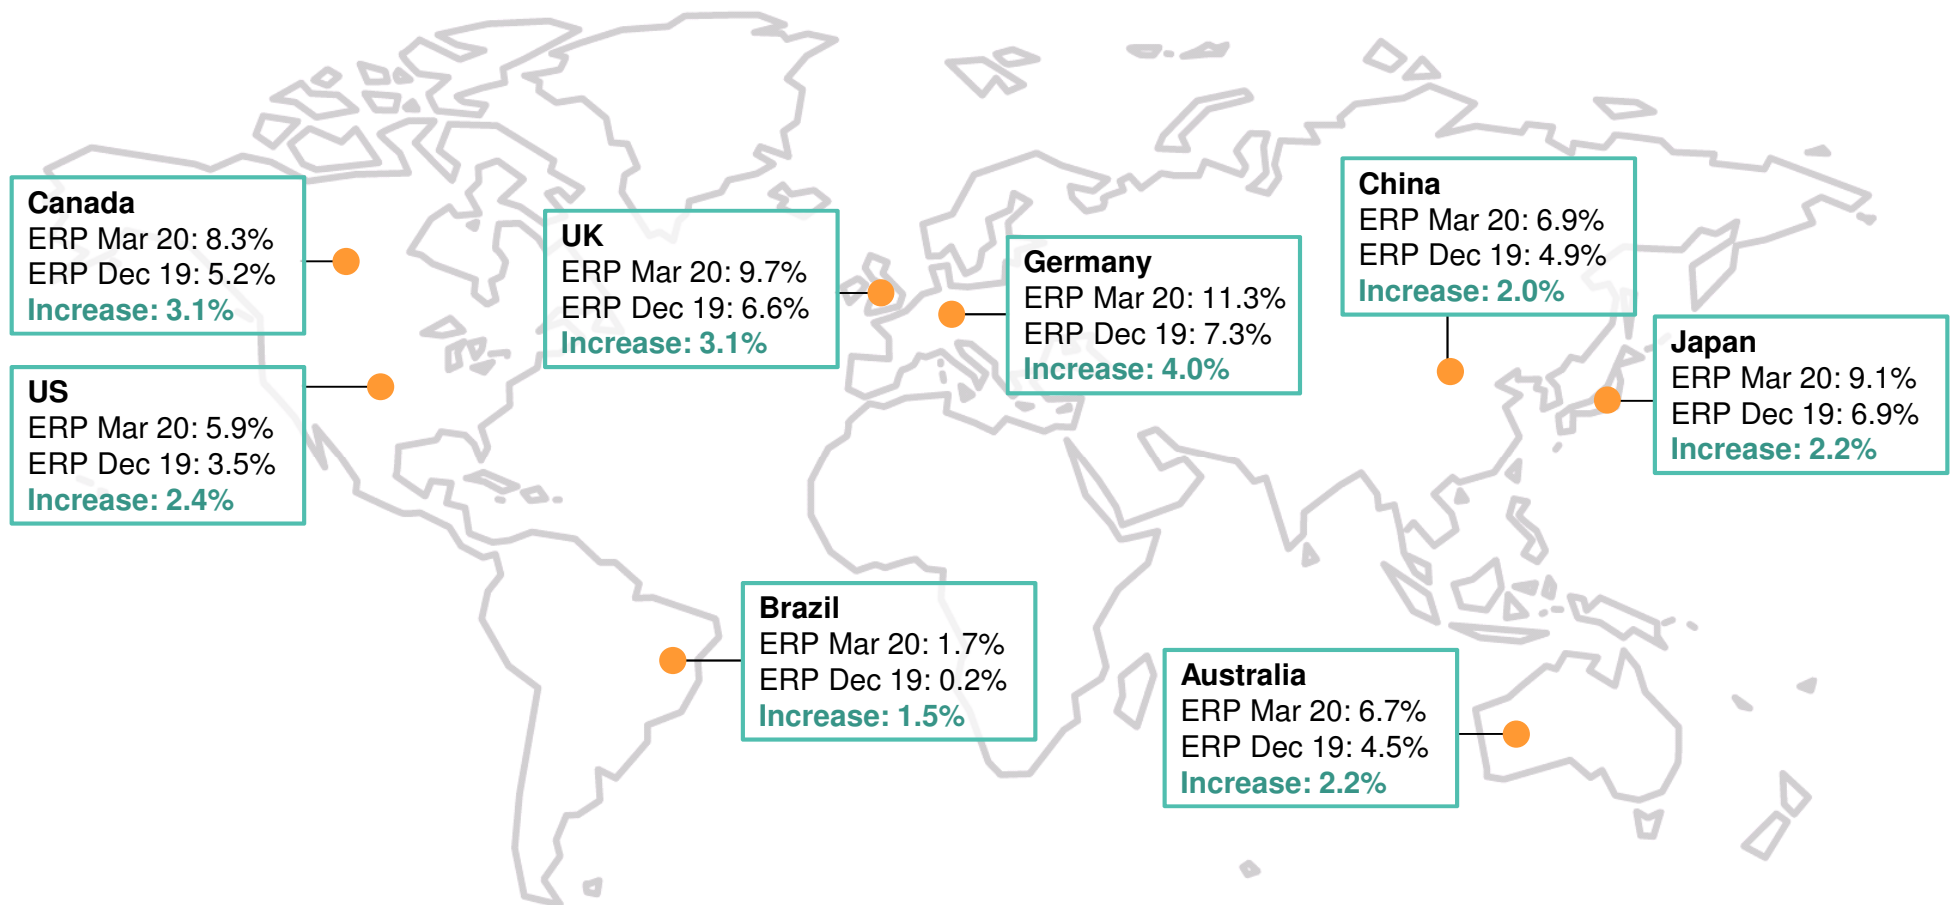 Canada
ERP Mar 20: 8.3%
ERP Dec 19: 5.2%
Increase: 3.1%
US
ERP Mar 20: 5.9%
ERP Dec 19: 3.5%
Increase: 2.4%
UK
ERP Mar 20: 9.7%
ERP Dec 19: 6.6%
Increase: 3.1%
Germany
ERP Mar 20: 11.3%
ERP Dec 19: 7.3%
Increase: 4.0%
China
ERP Mar 20: 6.9%
ERP Dec 19: 4.9%
Increase: 2.0%
Japan
ERP Mar 20: 9.1%
ERP Dec 19: 6.9%
Increase: 2.2%
Brazil
ERP Mar 20: 1.7%
ERP Dec 19: 0.2%
Increase: 1.5%
Australia
ERP Mar 20: 6.7%
ERP Dec 19: 4.5%
Increase: 2.2%